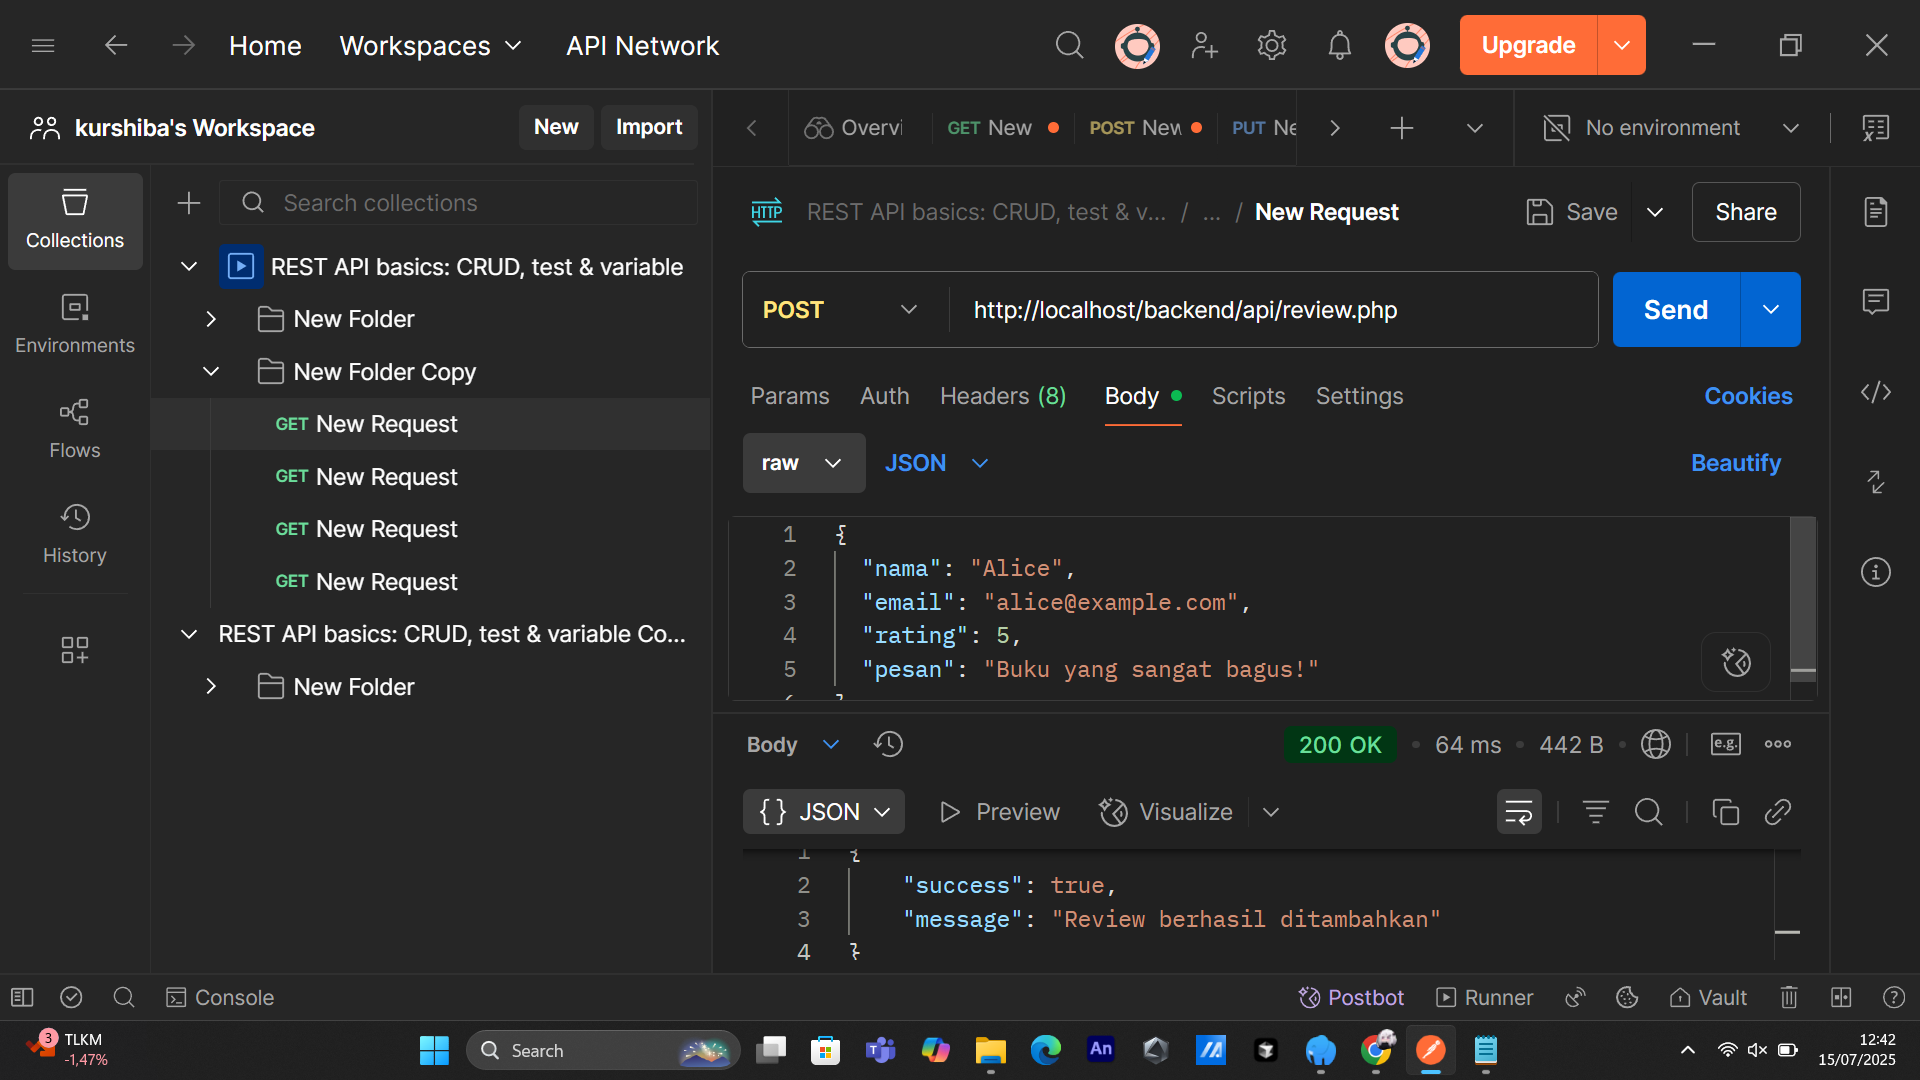 Home Workspaces API Network Upgrade
kurshiba's Workspace New Import Overvi GET New POST New PUT Ne No environment
Search collections
Collections
Environments
Flows
History
REST API basics: CRUD, test & variable
New Folder
New Folder Copy
GET New Request
GET New Request
GET New Request
GET New Request
REST API basics: CRUD, test & variable Co...
New Folder
HTTP REST API basics: CRUD, test & v... / ... / New Request Save Share
POST http://localhost/backend/api/review.php Send
Params Auth Headers (8) Body Scripts Settings Cookies
raw JSON Beautify
1 {
2 "nama": "Alice",
3 "email": "alice@example.com",
4 "rating": 5,
5 "pesan": "Buku yang sangat bagus!"
Body 200 OK • 64 ms • 442 B e.g.
{} JSON Preview Visualize
1 {
2 "success": true,
3 "message": "Review berhasil ditambahkan"
4 }
Console Postbot Runner Vault
3 TLKM
-1,47%
Search
An
12:42
15/07/2025